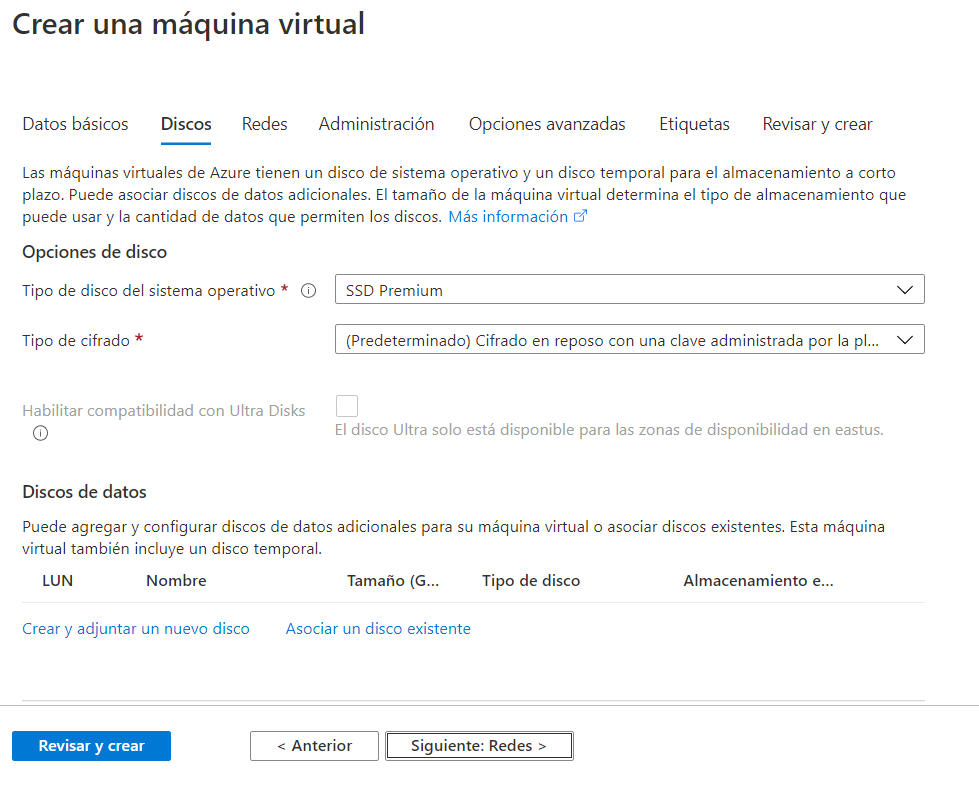 Crear una máquina virtual
Datos básicos Discos Redes Administración Opciones avanzadas Etiquetas Revisar y crear
Las máquinas virtuales de Azure tienen un disco de sistema operativo y un disco temporal para el almacenamiento a corto
plazo. Puede asociar discos de datos adicionales. El tamaño de la máquina virtual determina el tipo de almacenamiento que
puede usar y la cantidad de datos que permiten los discos. Más información
Opciones de disco
Tipo de disco del sistema operativo * SSD Premium
Tipo de cifrado * (Predeterminado) Cifrado en reposo con una clave administrada por la pl...
Habilitar compatibilidad con Ultra Disks
El disco Ultra solo está disponible para las zonas de disponibilidad en eastus.
Discos de datos
Puede agregar y configurar discos de datos adicionales para su máquina virtual o asociar discos existentes. Esta máquina
virtual también incluye un disco temporal.
LUN Nombre Tamaño (G... Tipo de disco Almacenamiento e...
Crear y adjuntar un nuevo disco Asociar un disco existente
Revisar y crear < Anterior Siguiente: Redes >